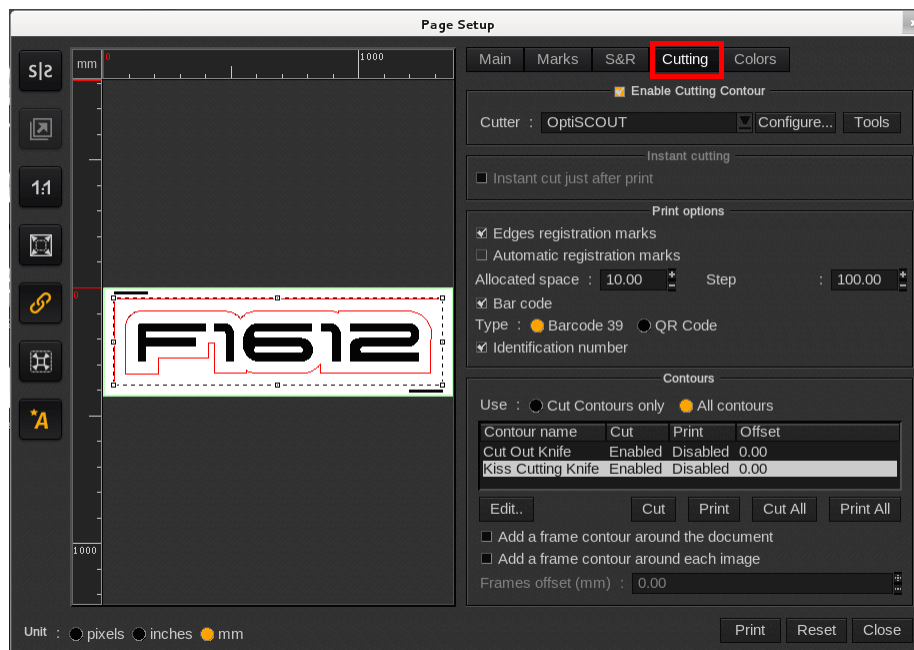 Page Setup
mm
0
1000
S|S
1:1
A
0
1000
F1612
Main Marks S&R Cutting Colors
Enable Cutting Contour
Cutter : OptiSCOUT Configure... Tools
Instant cutting
Instant cut just after print
Print options
Edges registration marks
Automatic registration marks
Allocated space : 10.00 Step : 100.00
Bar code
Type : Barcode 39 QR Code
Identification number
Contours
Use : Cut Contours only All contours
Contour name Cut Print Offset
Cut Out Knife Enabled Disabled 0.00
Kiss Cutting Knife Enabled Disabled 0.00
Edit.. Cut Print Cut All Print All
Add a frame contour around the document
Add a frame contour around each image
Frames offset (mm) : 0.00
Unit : pixels inches mm
Print Reset Close